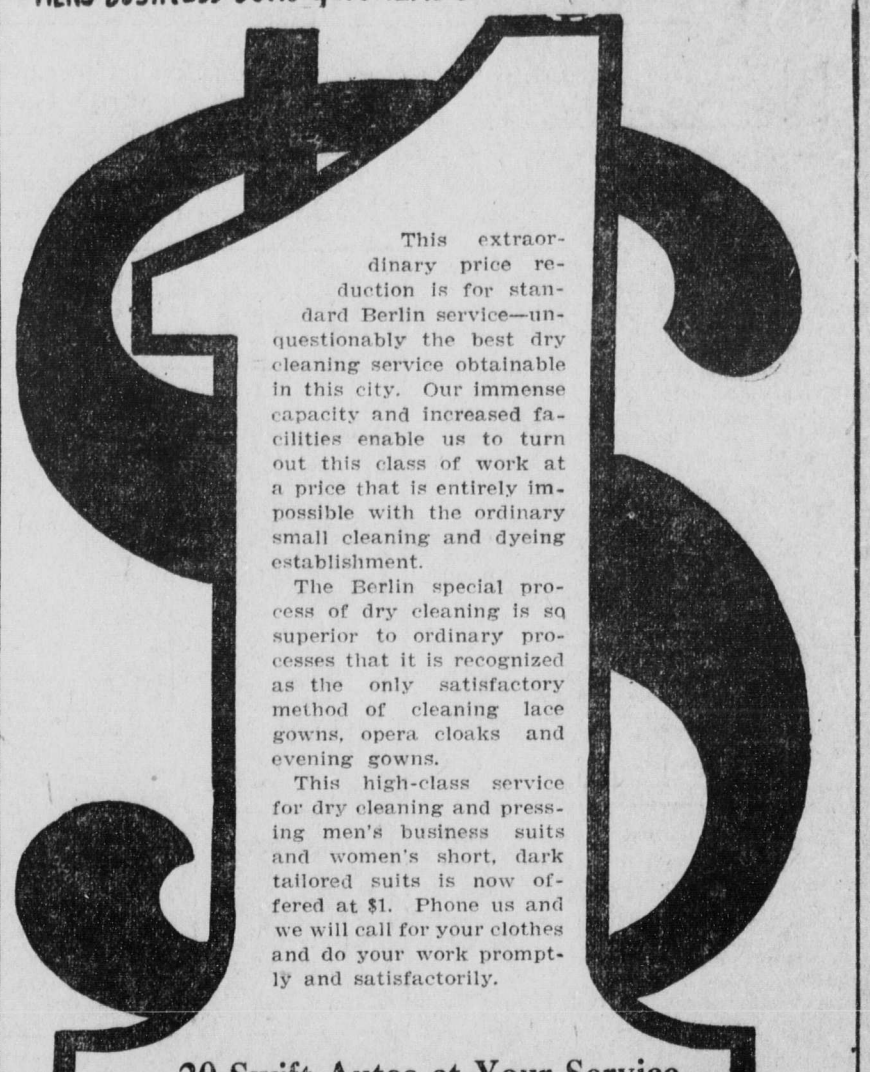 MEN'S BUSINESS SUITS
This extraor-
dinary price re-
duction is for stan-
dard Berlin service—un-
questionably the best dry
cleaning service obtainable
in this city. Our immense
capacity and increased fa-
cilities enable us to turn
out this class of work at
a price that is entirely im-
possible with the ordinary
small cleaning and dyeing
establishment.
The Berlin special pro-
cess of dry cleaning is so
superior to ordinary pro-
cesses that it is recognized
as the only satisfactory
method of cleaning lace
gowns, opera cloaks and
evening gowns.
This high-class service
for dry cleaning and press-
ing men's business suits
and women's short, dark
tailored suits is now of-
fered at $1. Phone us and
we will call for your clothes
and do your work prompt-
ly and satisfactorily.
20 Swift Autos at Your Service